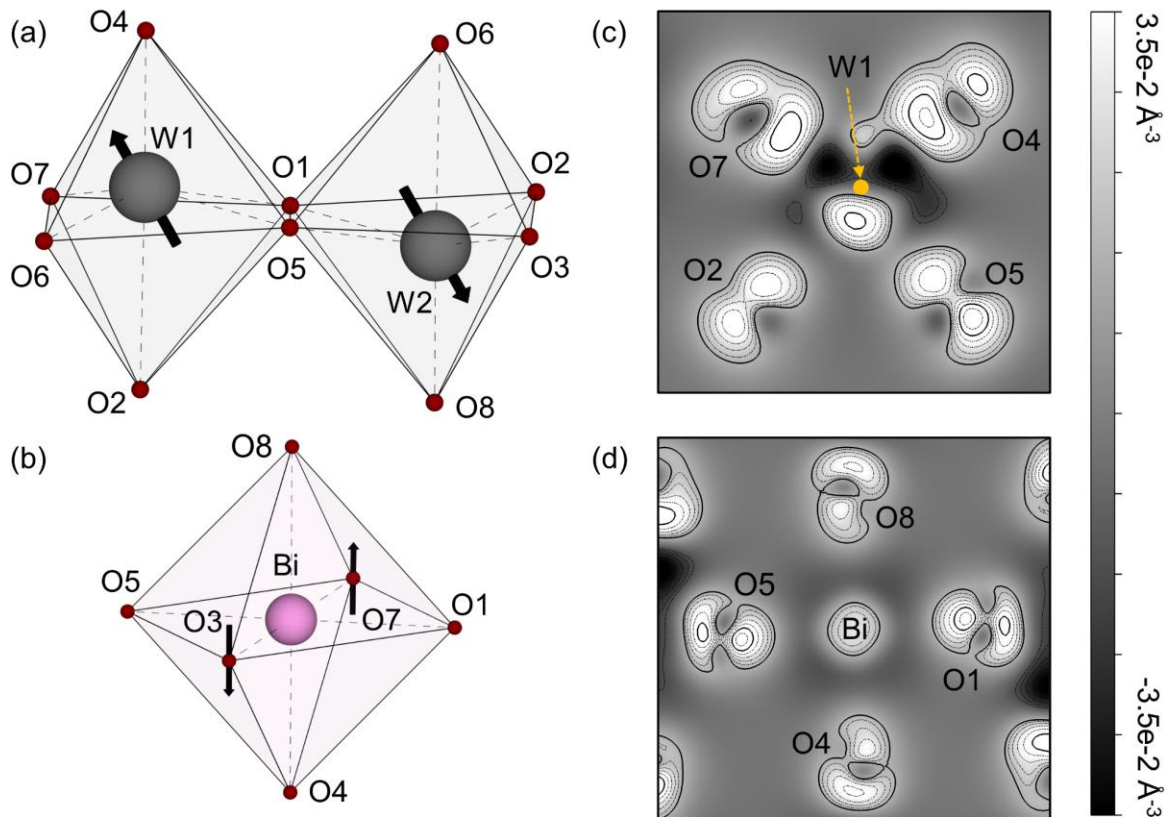 (a)
O4
O6
W1
O7
O1
O2
O6
O5
O3
W2
O2
O8
(b)
O8
Bi
O5
O3
O7
O1
O4
(c)
W1
O7
O4
O2
O5
(d)
O8
O5
Bi
O1
O4
3.5e-2 Å⁻³
-3.5e-2 Å⁻³